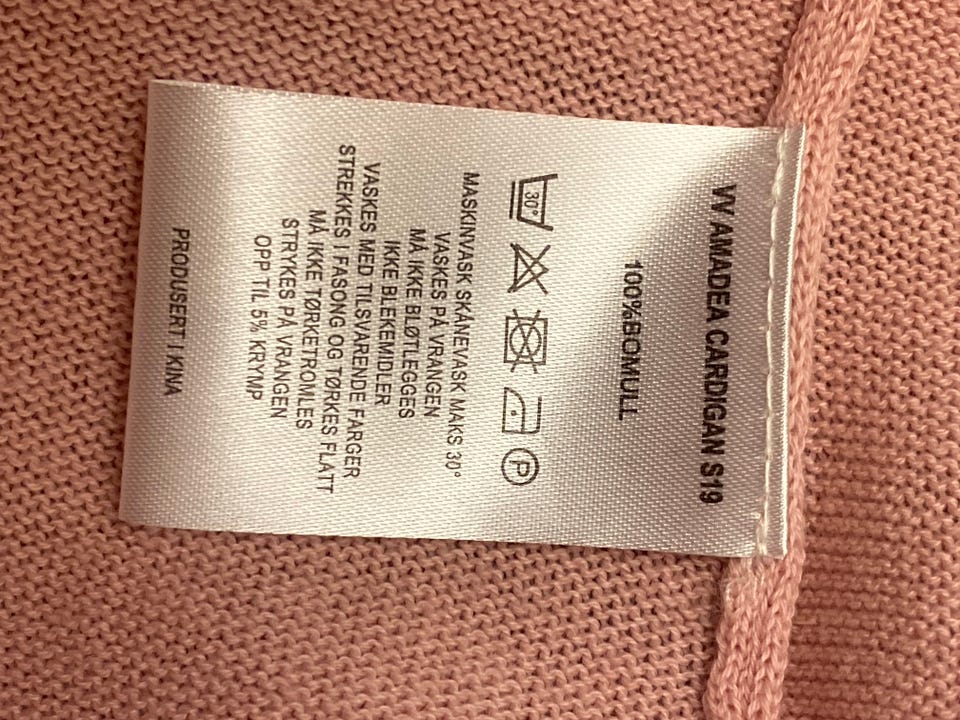 VV AMADEA CARDIGAN S19
100%BOMULL
30°
P
MASKINVASK SKÅNEVASK MAKS 30°
VASKES PÅ VRANGEN
MÅ IKKE BLØTLEGGES
IKKE BLEKEMIDLER
VASKES MED TILSVARENDE FARGER
STREKKES I FASONG OG TØRKES FLATT
MÅ IKKE TØRKETROMLES
STRYKES PÅ VRANGEN
OPP TIL 5% KRYMP
PRODUSERT I KINA